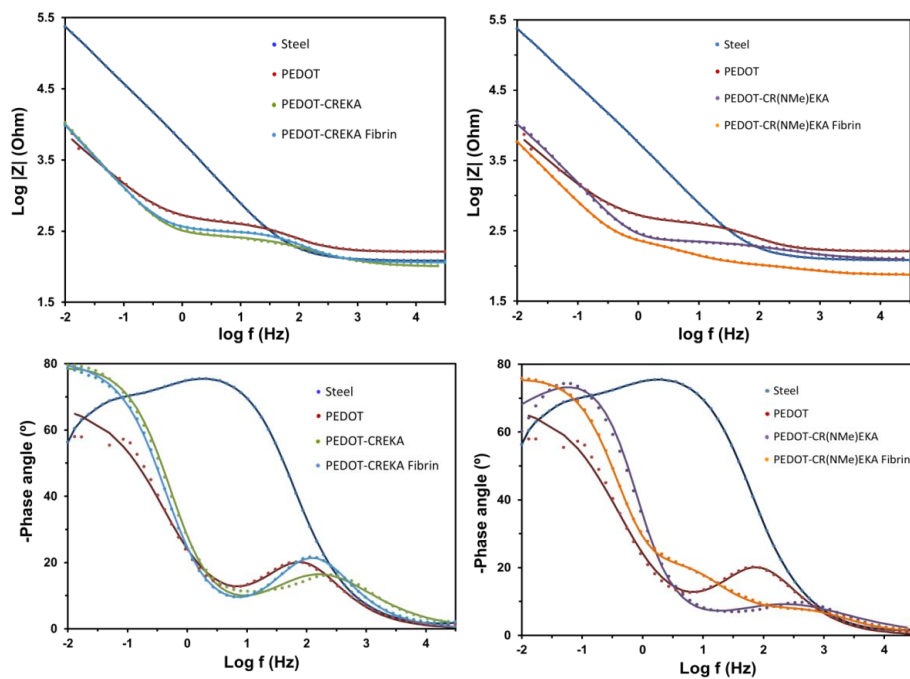 5.5
4.5
3.5
2.5
1.5
Log |Z| (Ohm)
-2 -1 0 1 2 3 4
log f (Hz)
Steel
PEDOT
PEDOT-CREKA
PEDOT-CREKA Fibrin
5.5
4.5
3.5
2.5
1.5
Log |Z| (Ohm)
-2 -1 0 1 2 3 4
log f (Hz)
Steel
PEDOT
PEDOT-CR(NMe)EKA
PEDOT-CR(NMe)EKA Fibrin
80
60
40
20
0
-Phase angle (º)
-2 -1 0 1 2 3 4
Log f (Hz)
Steel
PEDOT
PEDOT-CREKA
PEDOT-CREKA Fibrin
80
60
40
20
0
-Phase angle (º)
-2 -1 0 1 2 3 4
Log f (Hz)
Steel
PEDOT
PEDOT-CR(NMe)EKA
PEDOT-CR(NMe)EKA Fibrin